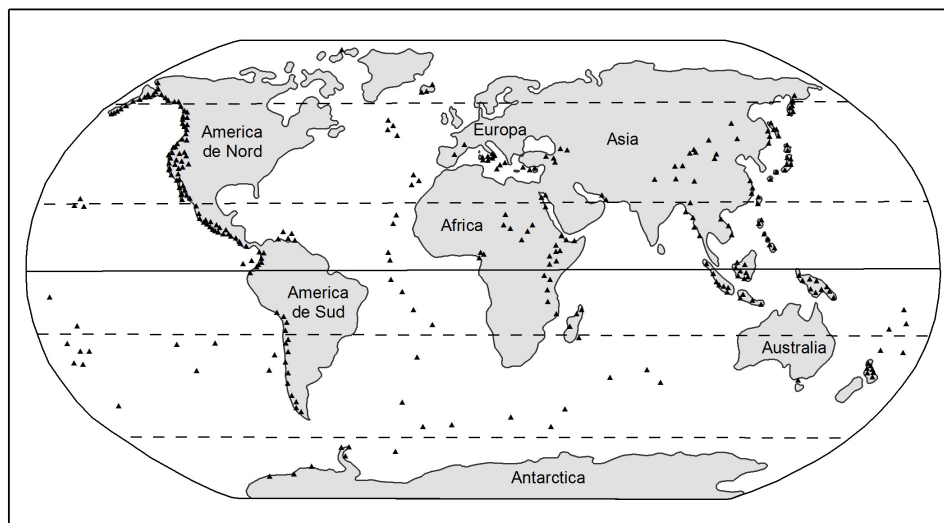 America
de Nord
Europa
Asia
Africa
America
de Sud
Australia
Antarctica